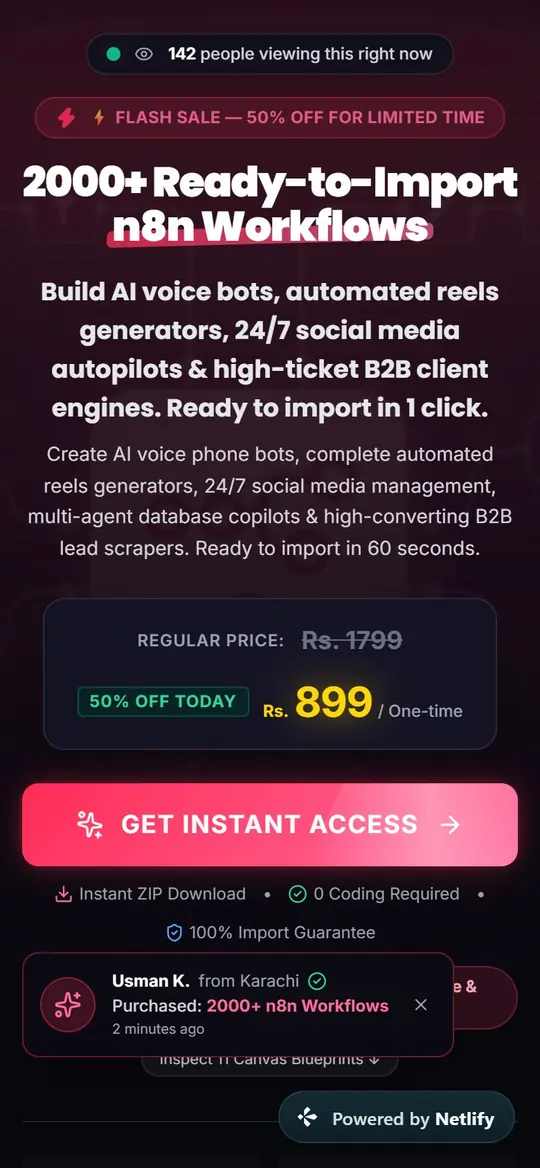 142 people viewing this right now
⚡ FLASH SALE — 50% OFF FOR LIMITED TIME
2000+ Ready-to-Import
n8n Workflows
Build AI voice bots, automated reels
generators, 24/7 social media
autopilots & high-ticket B2B client
engines. Ready to import in 1 click.
Create AI voice phone bots, complete automated
reels generators, 24/7 social media management,
multi-agent database copilots & high-converting B2B
lead scrapers. Ready to import in 60 seconds.
REGULAR PRICE: Rs. 1799
50% OFF TODAY Rs. 899 / One-time
GET INSTANT ACCESS →
Instant ZIP Download • 0 Coding Required •
100% Import Guarantee
e &
Usman K. from Karachi
Purchased: 2000+ n8n Workflows
2 minutes ago
Inspect 11 Canvas Blueprints ↓
Powered by Netlify